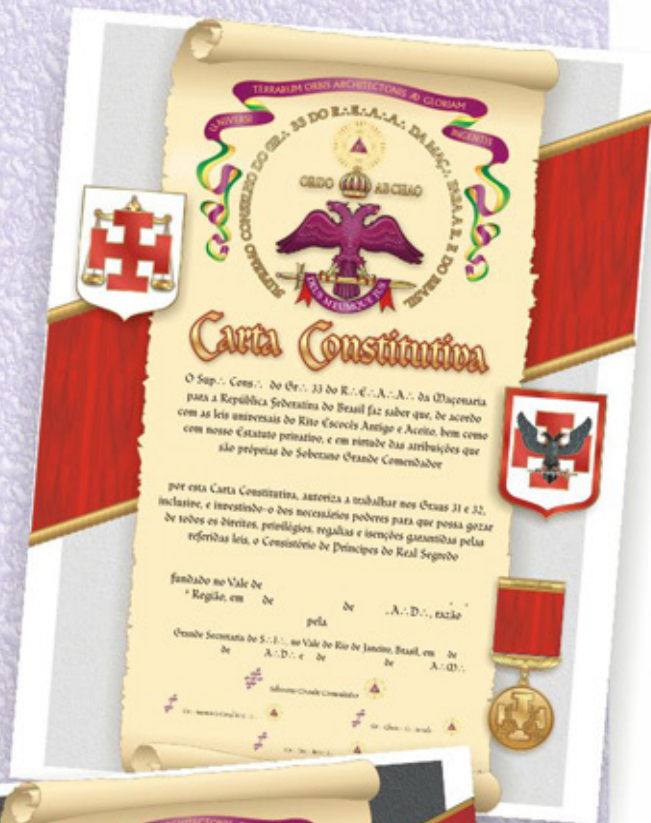 UNIVERSI TERRARUM ORBIS ARCHITECTONIS AD GLORIAM INGENTIS
SUPREMO CONSELHO DO GR∴ 33 DO R∴E∴A∴A∴ DA MAÇ∴ PARA A R. F. DO BRASIL
ORDO AB CHAO
DEUS MEUMQUE JUS
Carta Constitutiva
O Sup∴ Cons∴ do Gr∴ 33 do R∴E∴A∴A∴ da Maçonaria
para a República Federativa do Brasil faz saber que, de acordo
com as leis universais do Rito Escocês Antigo e Aceito, bem como
com nosso Estatuto privativo, e em virtude das atribuições que
são próprias do Soberano Grande Comendador
por esta Carta Constitutiva, autoriza a trabalhar nos Graus 31 e 32,
inclusive, e investindo-o dos necessários poderes para que possa gozar
de todos os direitos, privilégios, regalias e isenções garantidas pelas
referidas leis, o Consistório de Príncipes do Real Segredo
fundado no Vale de
ª Região, em de de A∴D∴, razão
pela
Grande Secretaria do S∴I∴, no Vale do Rio de Janeiro, Brasil, em de
de A∴D∴ e de de A∴M∴
Soberano Grande Comendador